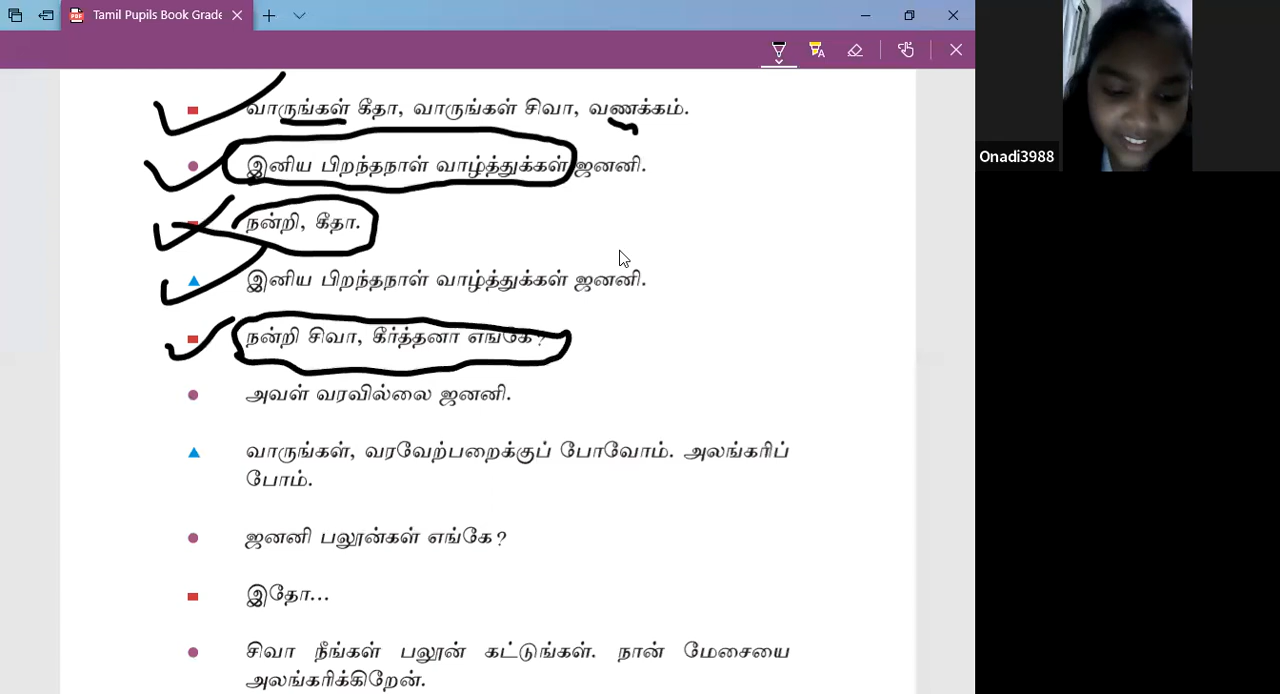 Tamil Pupils Book Grade
வாருங்கள் கீதா, வாருங்கள் சிவா, வணக்கம்.
இனிய பிறந்தநாள் வாழ்த்துக்கள் ஜனனி.
Onadi3988
நன்றி, கீதா.
இனிய பிறந்தநாள் வாழ்த்துக்கள் ஜனனி.
நன்றி சிவா, கீர்த்தனா எங்கே?
அவள் வரவில்லை ஜனனி.
வாருங்கள், வரவேற்பறைக்குப் போவோம். அலங்கரிப்
போம்.
ஜனனி பலூன்கள் எங்கே?
இதோ...
சிவா நீங்கள் பலூன் கட்டுங்கள். நான் மேசையை
அலங்கரிக்கிறேன்.